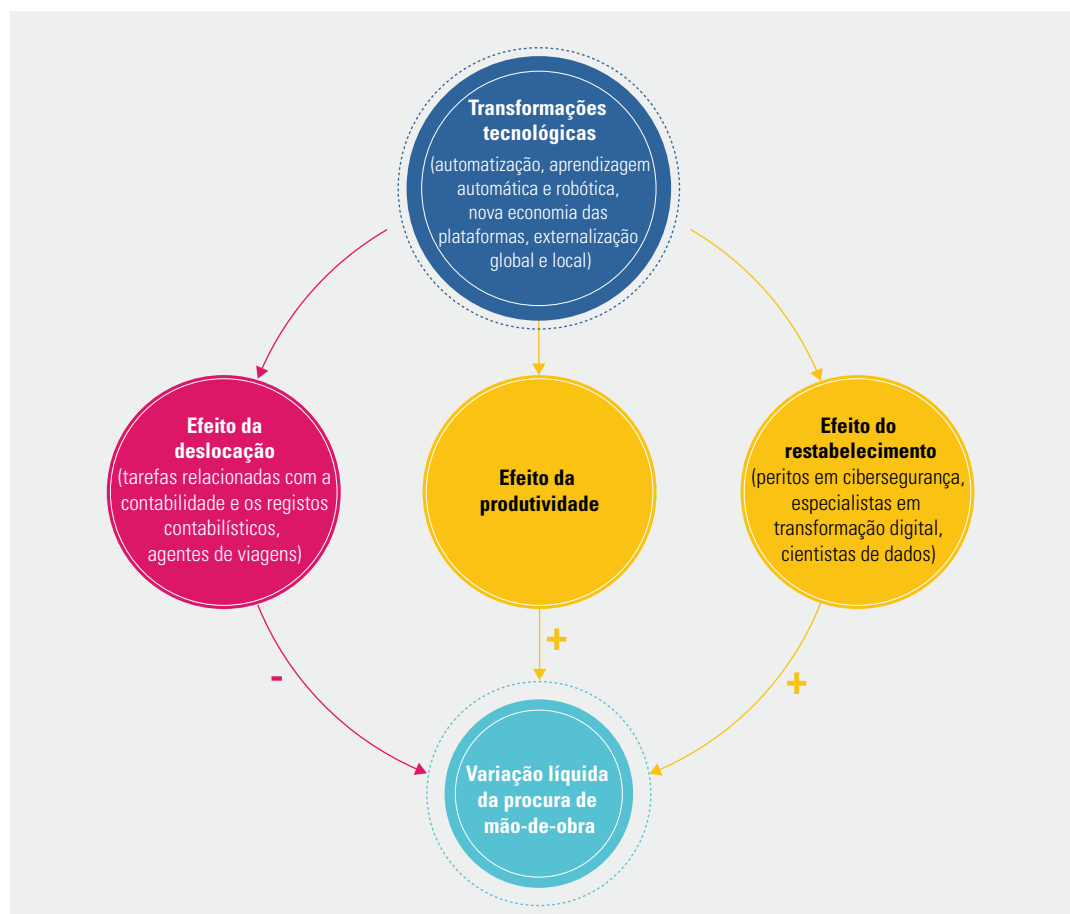 Transformações
tecnológicas
(automatização, aprendizagem
automática e robótica,
nova economia das
plataformas, externalização
global e local)
Efeito da
deslocação
(tarefas relacionadas com a
contabilidade e os registos
contabilísticos,
agentes de viagens)
Efeito da
produtividade
Efeito do
restabelecimento
(peritos em cibersegurança,
especialistas em
transformação digital,
cientistas de dados)
-
+
+
Variação líquida
da procura de
mão-de-obra